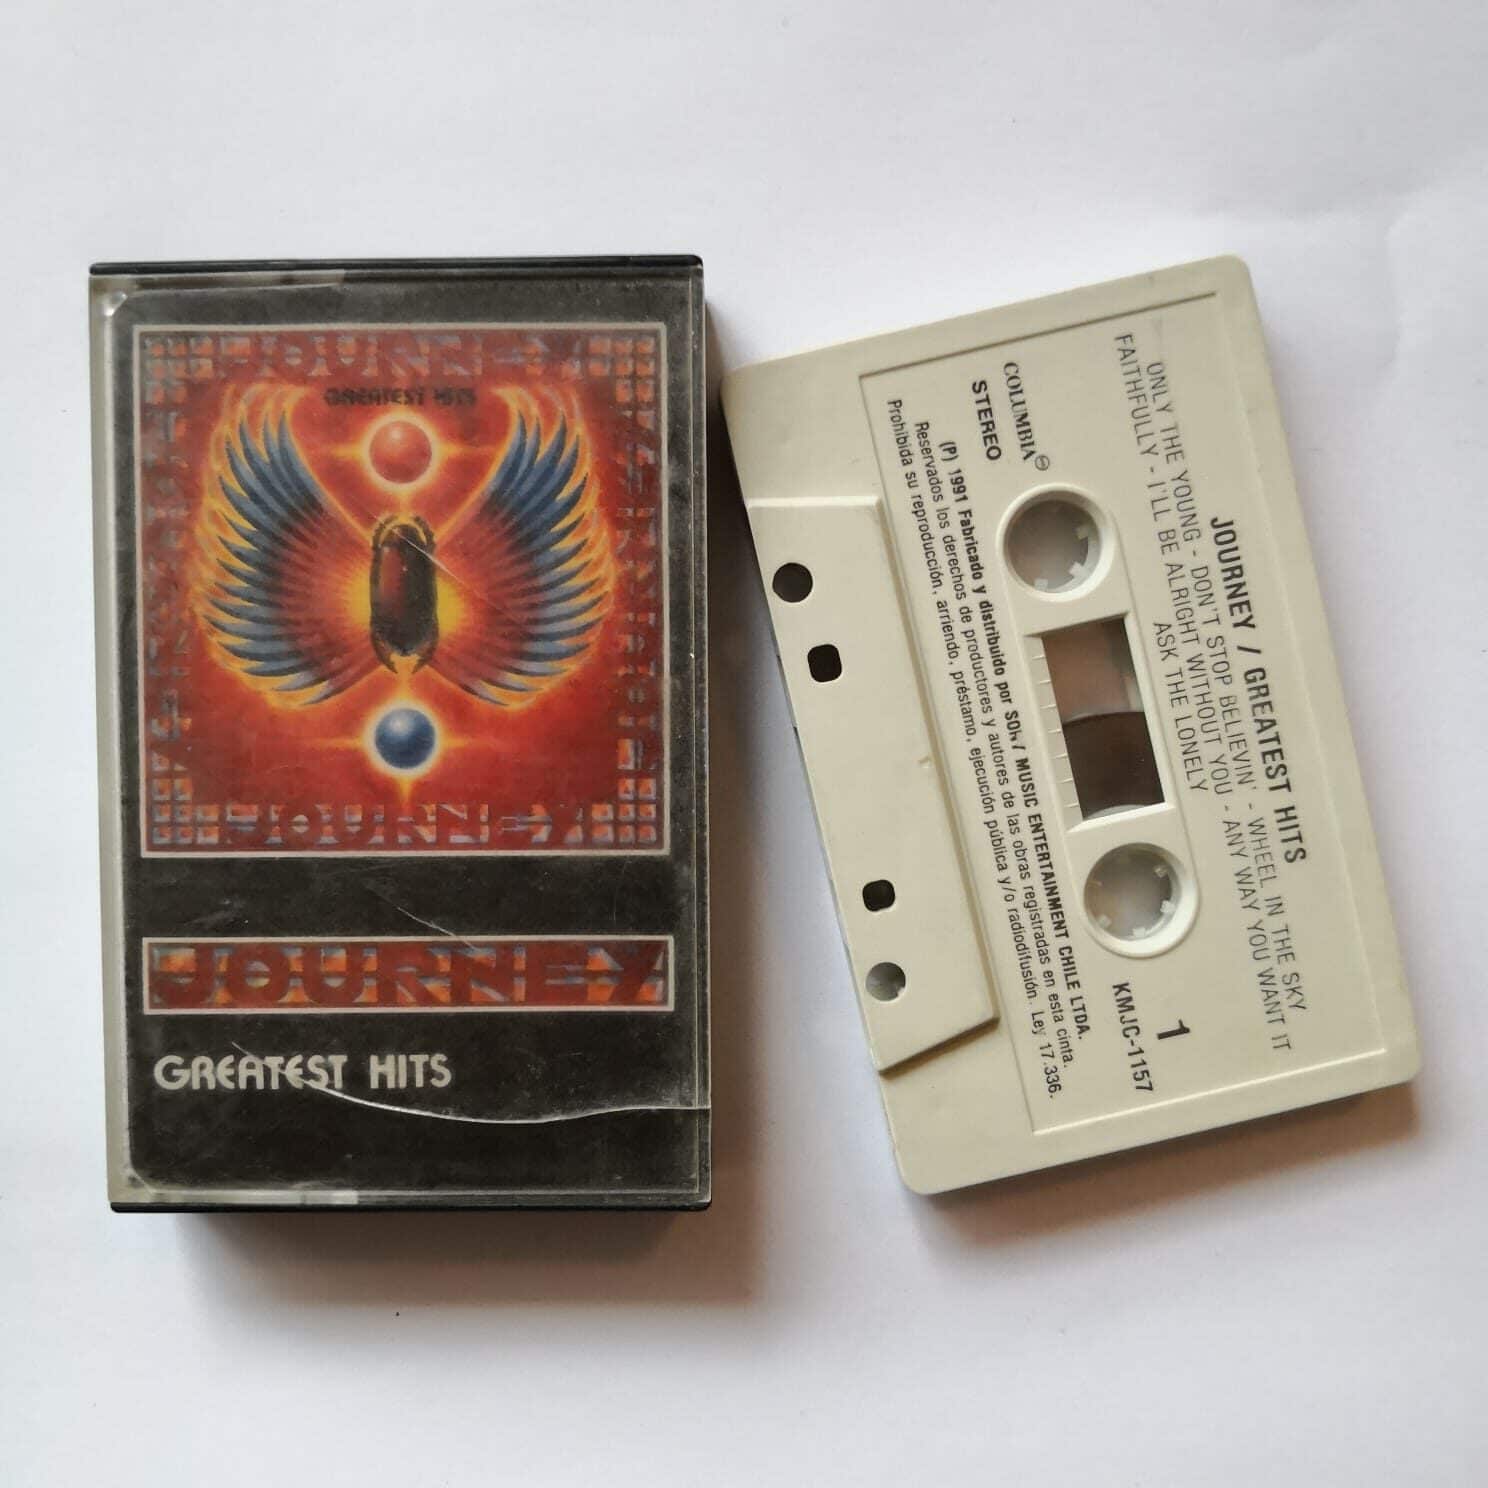 JOURNEY
GREATEST HITS
JOURNEY
JOURNEY
GREATEST HITS
JOURNEY / GREATEST HITS
ONLY THE YOUNG - DON'T STOP BELIEVIN' - WHEEL IN THE SKY
FAITHFULLY - I'LL BE ALRIGHT WITHOUT YOU - ANY WAY YOU WANT IT
ASK THE LONELY
COLUMBIA
STEREO
1
KMJC-1157
(P) 1991 Fabricado y distribuido por SONY MUSIC ENTERTAINMENT CHILE LTDA.
Reservados los derechos de productores y autores de las obras registradas en esta cinta.
Prohibida su reproducción, arriendo, préstamo, ejecución pública y/o radiodifusión. Ley 17.336.